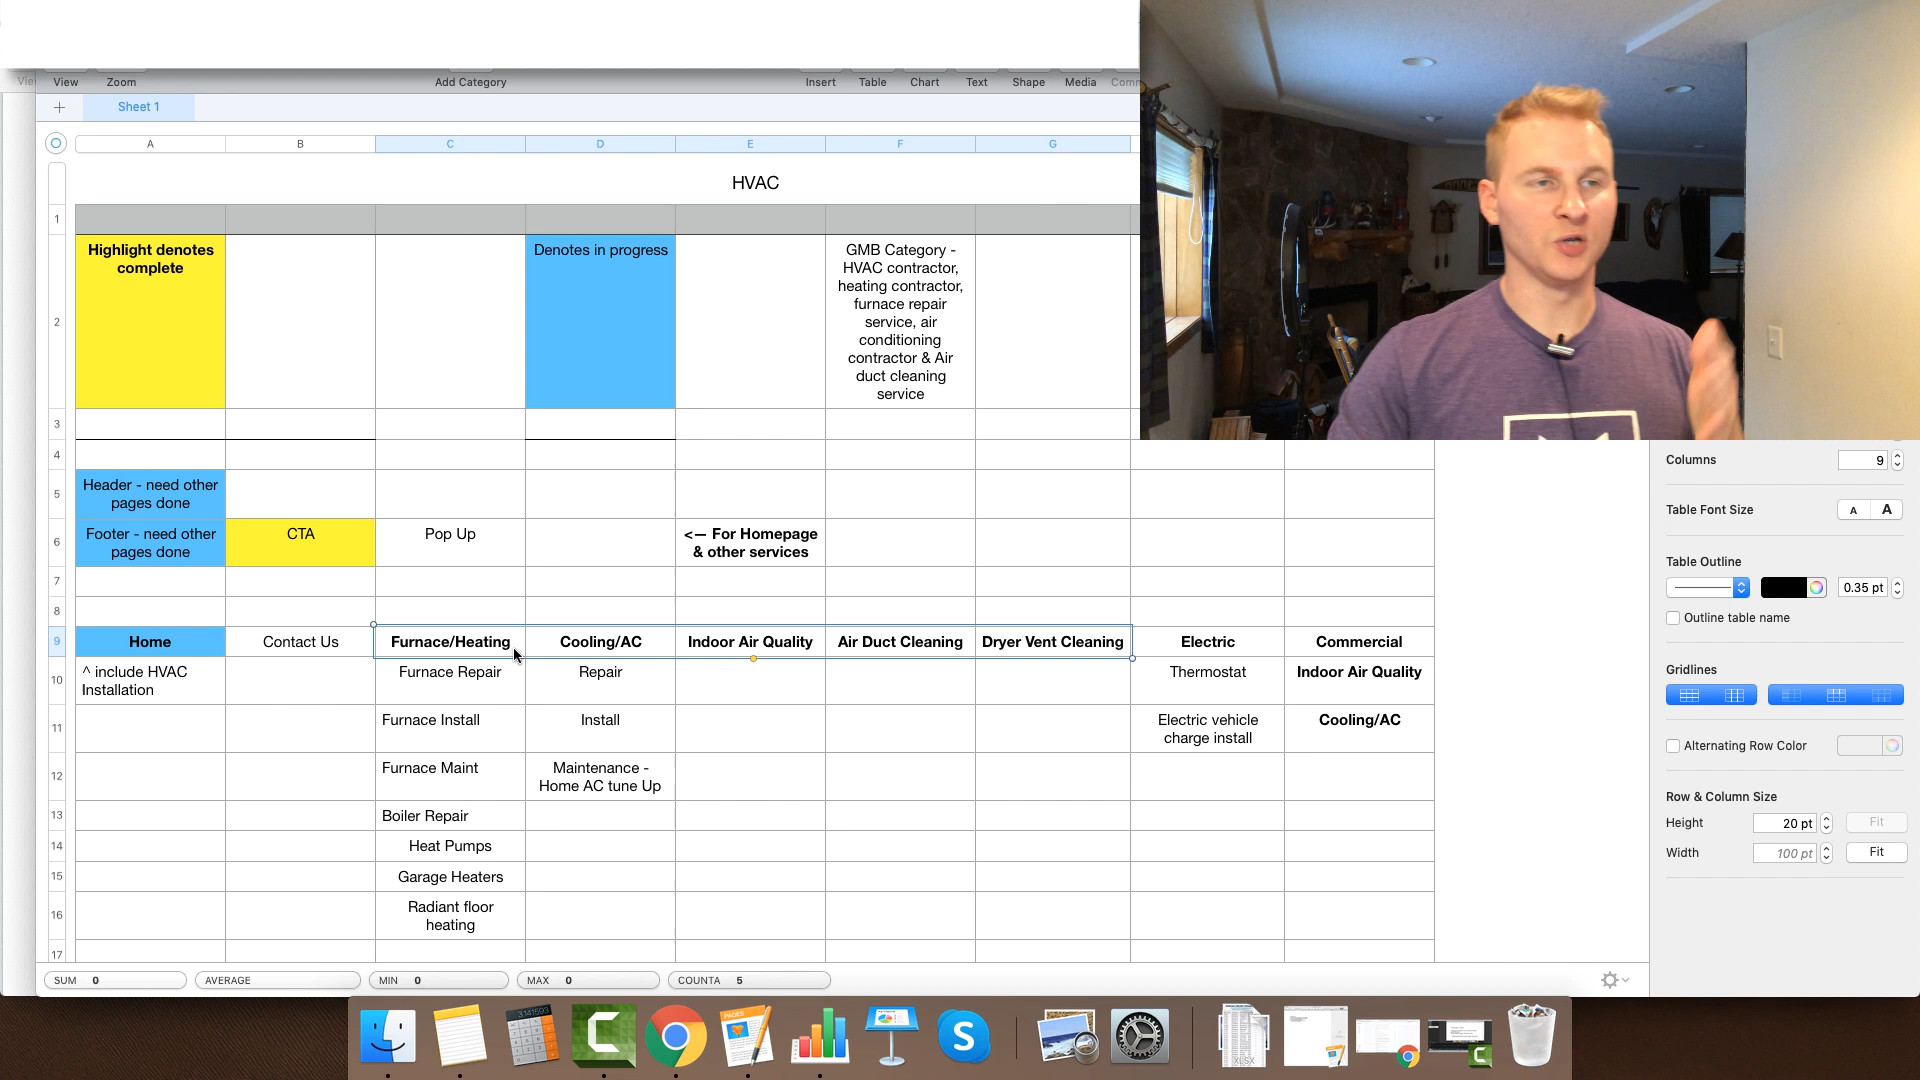 View
Zoom
Add Category
Insert
Table
Chart
Text
Shape
Media
+
Sheet 1
A
B
C
D
E
F
G
HVAC
1
Highlight denotes
complete
Denotes in progress
GMB Category -
HVAC contractor,
heating contractor,
furnace repair
service, air
conditioning
contractor & Air
duct cleaning
service
2
3
4
5
Header - need other
pages done
6
Footer - need other
pages done
CTA
Pop Up
<— For Homepage
& other services
7
8
9
Home
Contact Us
Furnace/Heating
Cooling/AC
Indoor Air Quality
Air Duct Cleaning
Dryer Vent Cleaning
Electric
Commercial
10
^ include HVAC
Installation
Furnace Repair
Repair
Thermostat
Indoor Air Quality
11
Furnace Install
Install
Electric vehicle
charge install
Cooling/AC
12
Furnace Maint
Maintenance -
Home AC tune Up
13
Boiler Repair
14
Heat Pumps
15
Garage Heaters
16
Radiant floor
heating
17
SUM 0
AVERAGE
MIN 0
MAX 0
COUNTA 5
Columns
9
Table Font Size
A A
Table Outline
0.35 pt
Outline table name
Gridlines
Alternating Row Color
Row & Column Size
Height
20 pt
Fit
Width
100 pt
Fit
3.141593
PAGES
XLSX